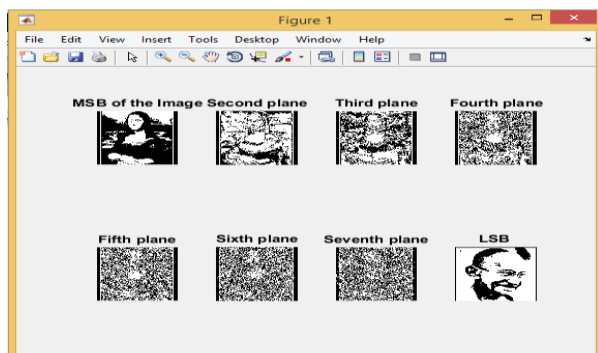 Figure 1
File Edit View Insert Tools Desktop Window Help
MSB of the Image Second plane Third plane Fourth plane
Fifth plane Sixth plane Seventh plane LSB